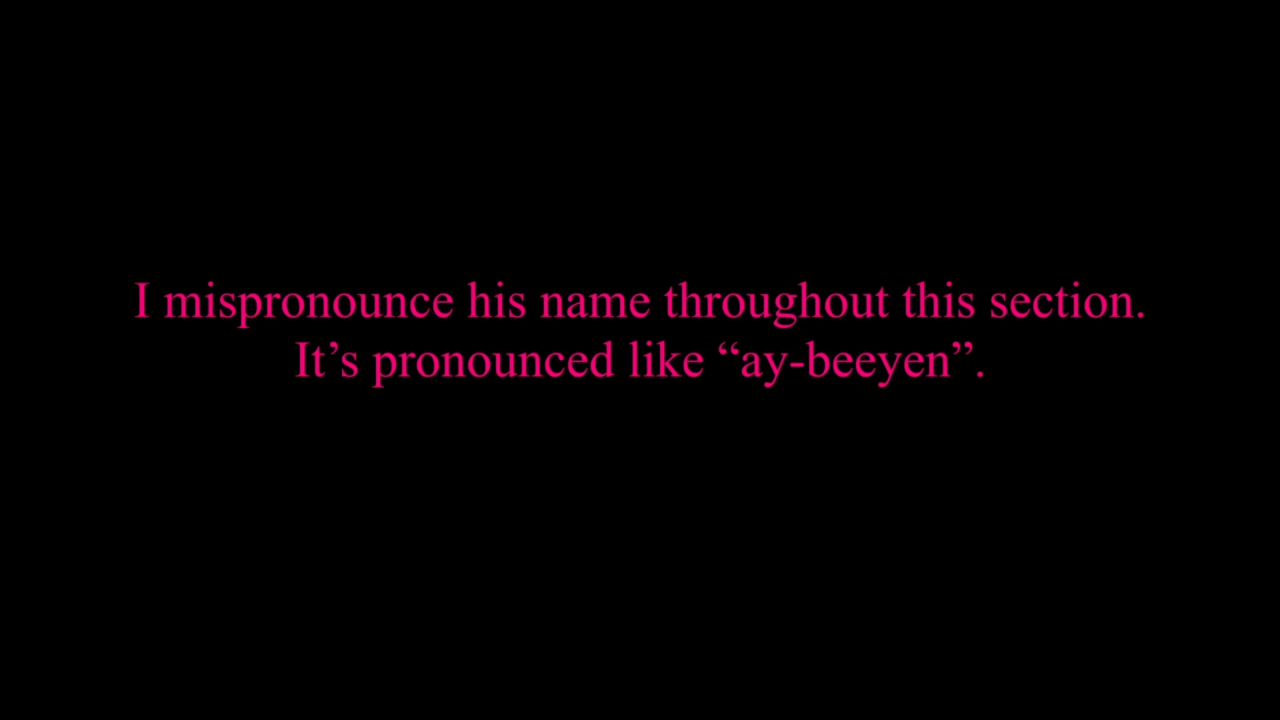 I mispronounce his name throughout this section.
It’s pronounced like “ay-beeyen”.